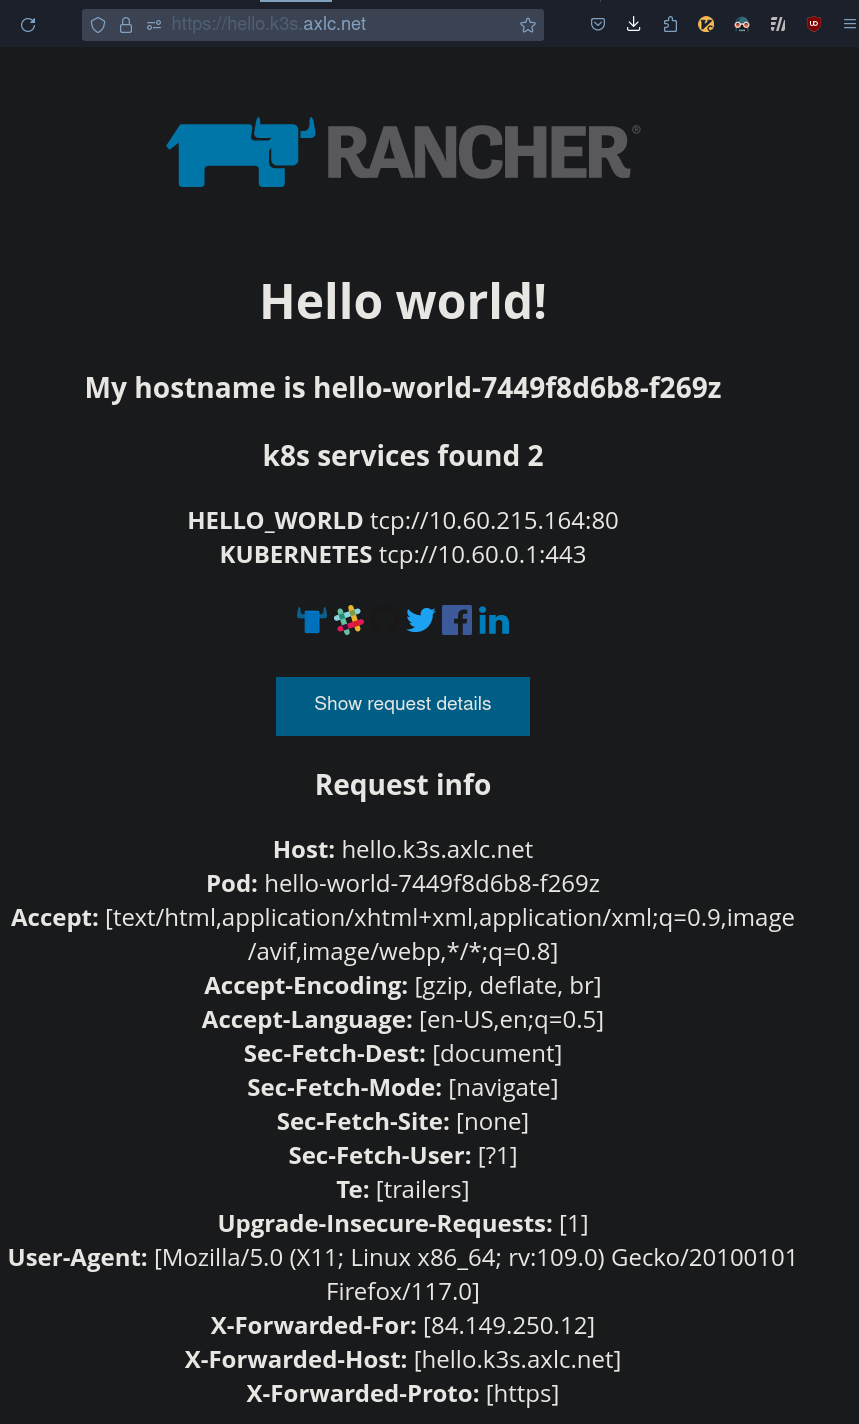 https://hello.k3s.axlc.net
RANCHER®
Hello world!
My hostname is hello-world-7449f8d6b8-f269z
k8s services found 2
HELLO_WORLD tcp://10.60.215.164:80
KUBERNETES tcp://10.60.0.1:443
Show request details
Request info
Host: hello.k3s.axlc.net
Pod: hello-world-7449f8d6b8-f269z
Accept: [text/html,application/xhtml+xml,application/xml;q=0.9,image
/avif,image/webp,*/*;q=0.8]
Accept-Encoding: [gzip, deflate, br]
Accept-Language: [en-US,en;q=0.5]
Sec-Fetch-Dest: [document]
Sec-Fetch-Mode: [navigate]
Sec-Fetch-Site: [none]
Sec-Fetch-User: [?1]
Te: [trailers]
Upgrade-Insecure-Requests: [1]
User-Agent: [Mozilla/5.0 (X11; Linux x86_64; rv:109.0) Gecko/20100101
Firefox/117.0]
X-Forwarded-For: [84.149.250.12]
X-Forwarded-Host: [hello.k3s.axlc.net]
X-Forwarded-Proto: [https]